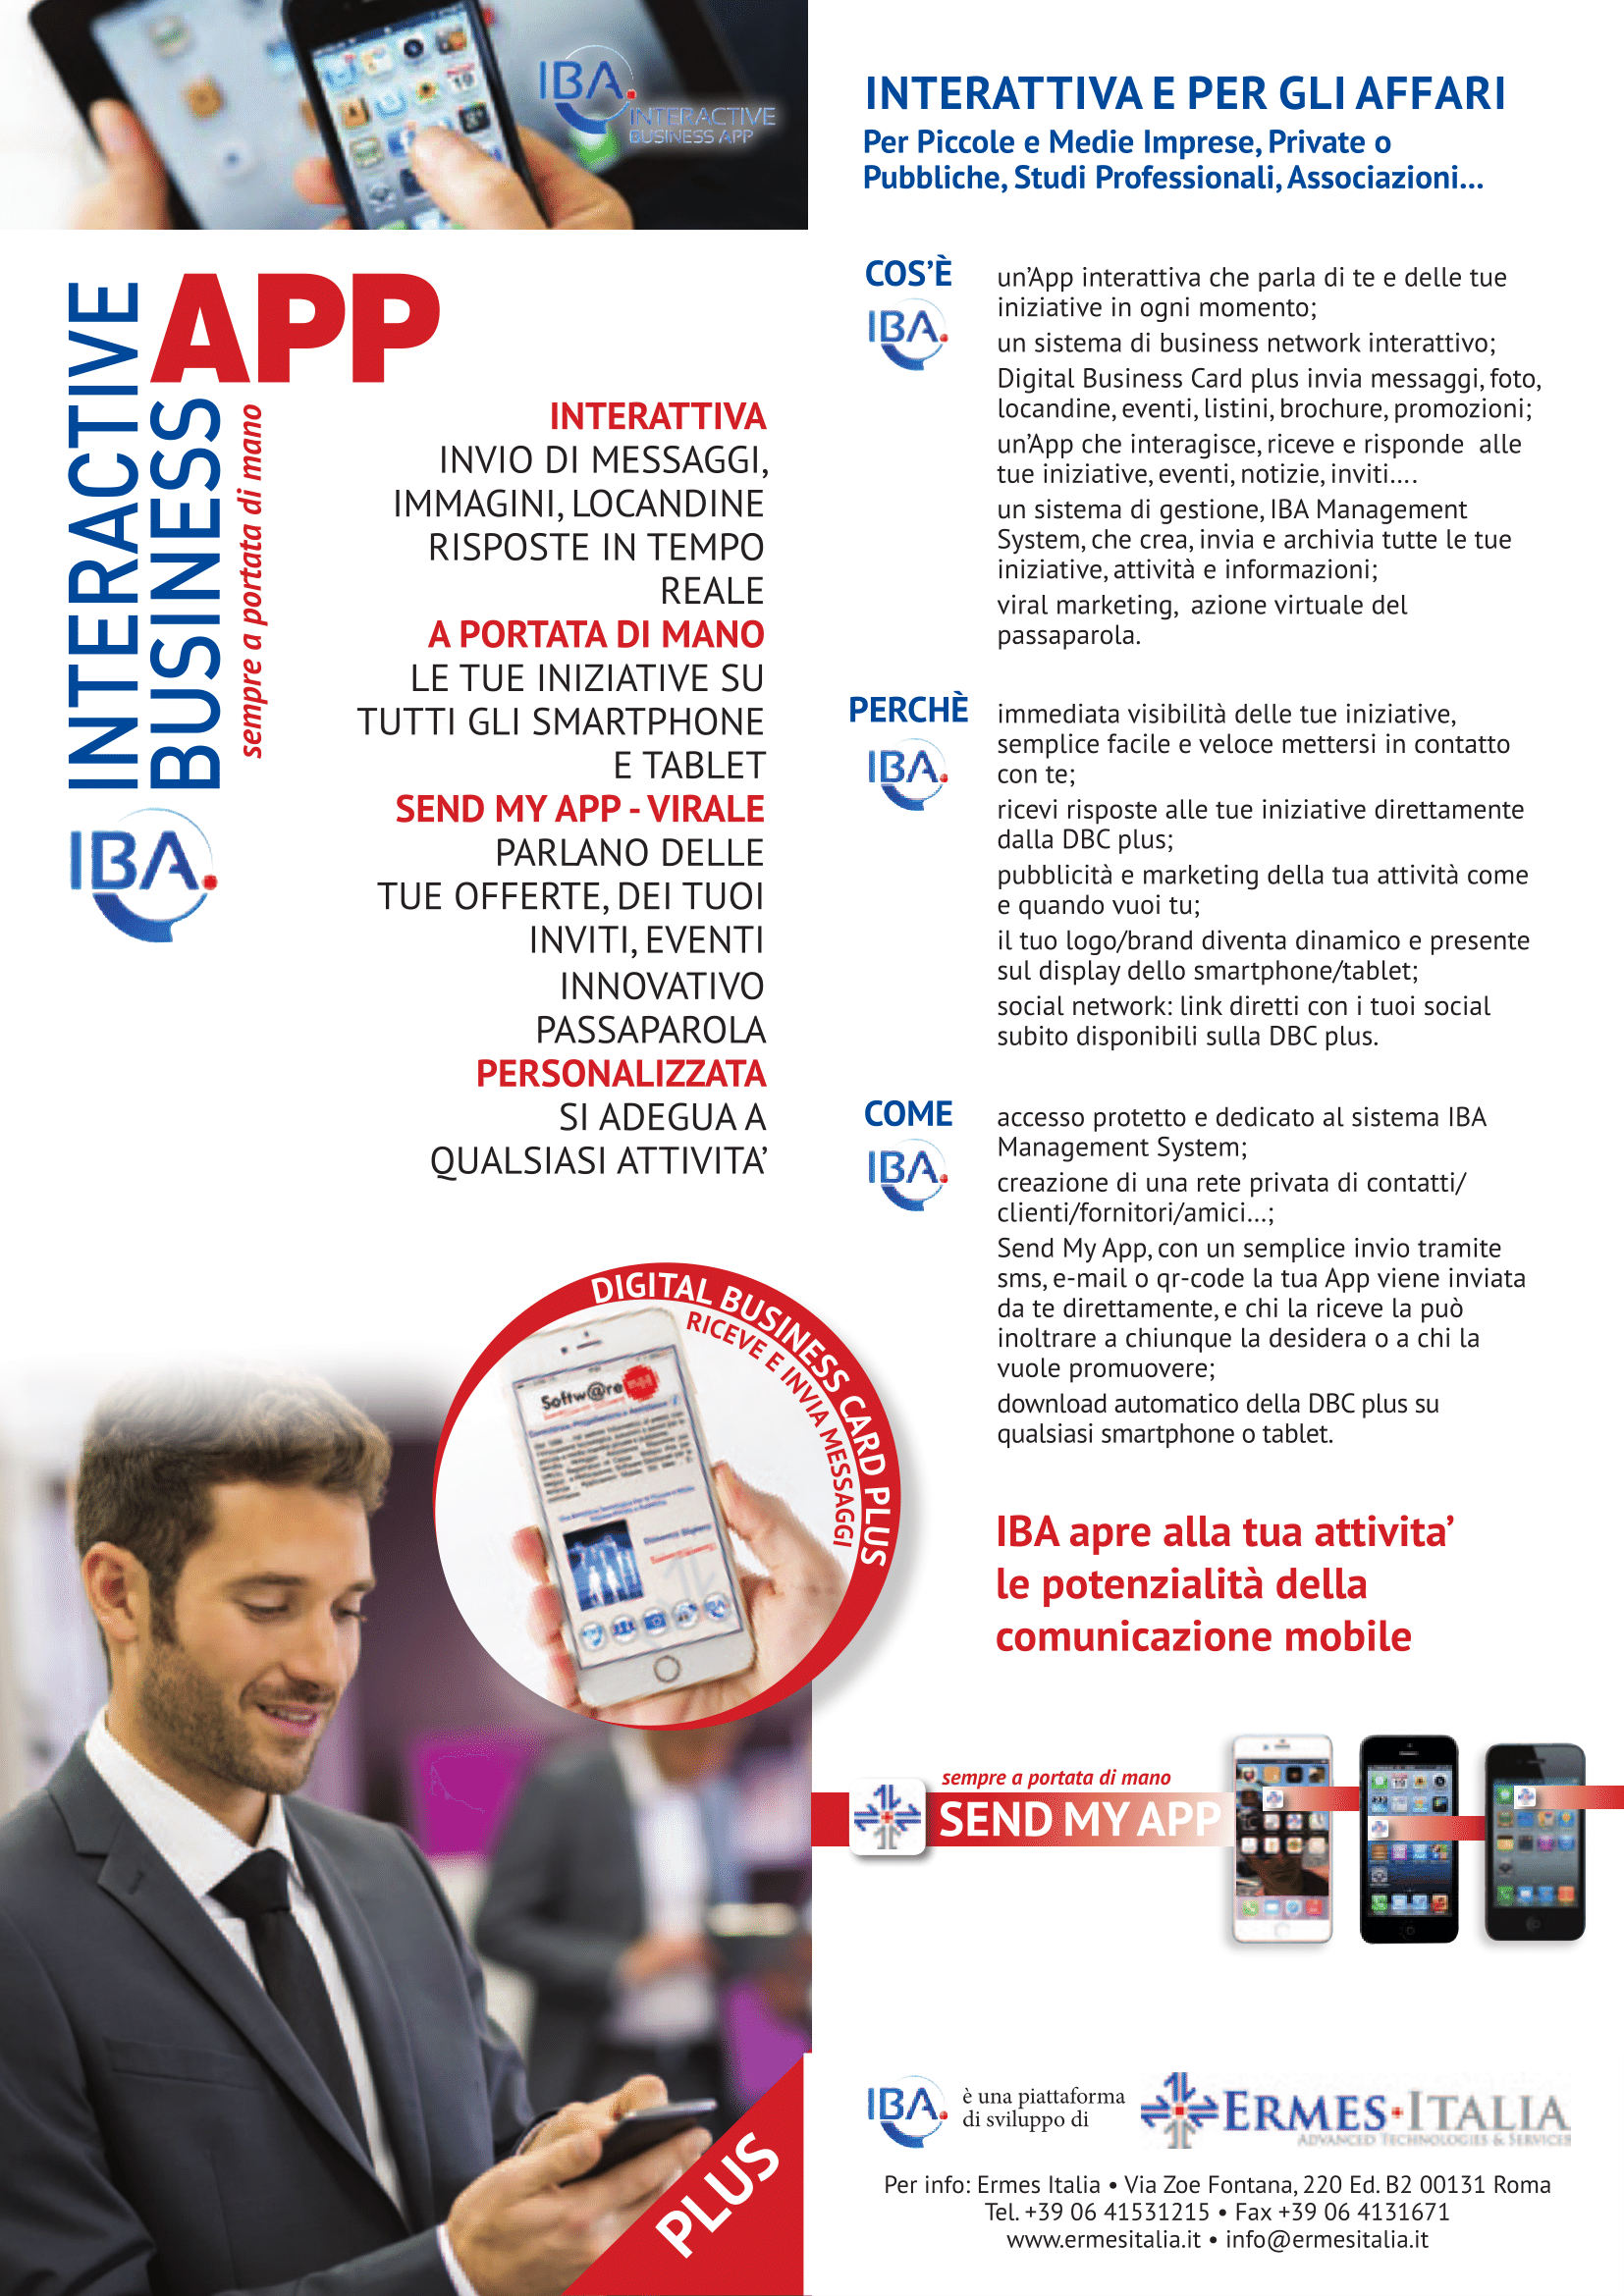 IBA.
INTERACTIVE
BUSINESS APP
INTERACTIVE
BUSINESS
APP
sempre a portata di mano
IBA.
INTERATTIVA
INVIO DI MESSAGGI,
IMMAGINI, LOCANDINE
RISPOSTE IN TEMPO
REALE
A PORTATA DI MANO
LE TUE INIZIATIVE SU
TUTTI GLI SMARTPHONE
E TABLET
SEND MY APP - VIRALE
PARLANO DELLE
TUE OFFERTE, DEI TUOI
INVITI, EVENTI
INNOVATIVO
PASSAPAROLA
PERSONALIZZATA
SI ADEGUA A
QUALSIASI ATTIVITA’
DIGITAL BUSINESS CARD PLUS
RICEVE E INVIA MESSAGGI
Softw@re
PLUS
INTERATTIVA E PER GLI AFFARI
Per Piccole e Medie Imprese, Private o
Pubbliche, Studi Professionali, Associazioni...
COS’È
IBA.
un’App interattiva che parla di te e delle tue
iniziative in ogni momento;
un sistema di business network interattivo;
Digital Business Card plus invia messaggi, foto,
locandine, eventi, listini, brochure, promozioni;
un’App che interagisce, riceve e risponde  alle
tue iniziative, eventi, notizie, inviti....
un sistema di gestione, IBA Management
System, che crea, invia e archivia tutte le tue
iniziative, attività e informazioni;
viral marketing,  azione virtuale del
passaparola.
PERCHÈ
IBA.
immediata visibilità delle tue iniziative,
semplice facile e veloce mettersi in contatto
con te;
ricevi risposte alle tue iniziative direttamente
dalla DBC plus;
pubblicità e marketing della tua attività come
e quando vuoi tu;
il tuo logo/brand diventa dinamico e presente
sul display dello smartphone/tablet;
social network: link diretti con i tuoi social
subito disponibili sulla DBC plus.
COME
IBA.
accesso protetto e dedicato al sistema IBA
Management System;
creazione di una rete privata di contatti/
clienti/fornitori/amici...;
Send My App, con un semplice invio tramite
sms, e-mail o qr-code la tua App viene inviata
da te direttamente, e chi la riceve la può
inoltrare a chiunque la desidera o a chi la
vuole promuovere;
download automatico della DBC plus su
qualsiasi smartphone o tablet.
IBA apre alla tua attivita’
le potenzialità della
comunicazione mobile
sempre a portata di mano
SEND MY APP
IBA.
è una piattaforma
di sviluppo di
ERMES•ITALIA
ADVANCED TECHNOLOGIES & SERVICES
Per info: Ermes Italia • Via Zoe Fontana, 220 Ed. B2 00131 Roma
Tel. +39 06 41531215 • Fax +39 06 4131671
www.ermesitalia.it • info@ermesitalia.it